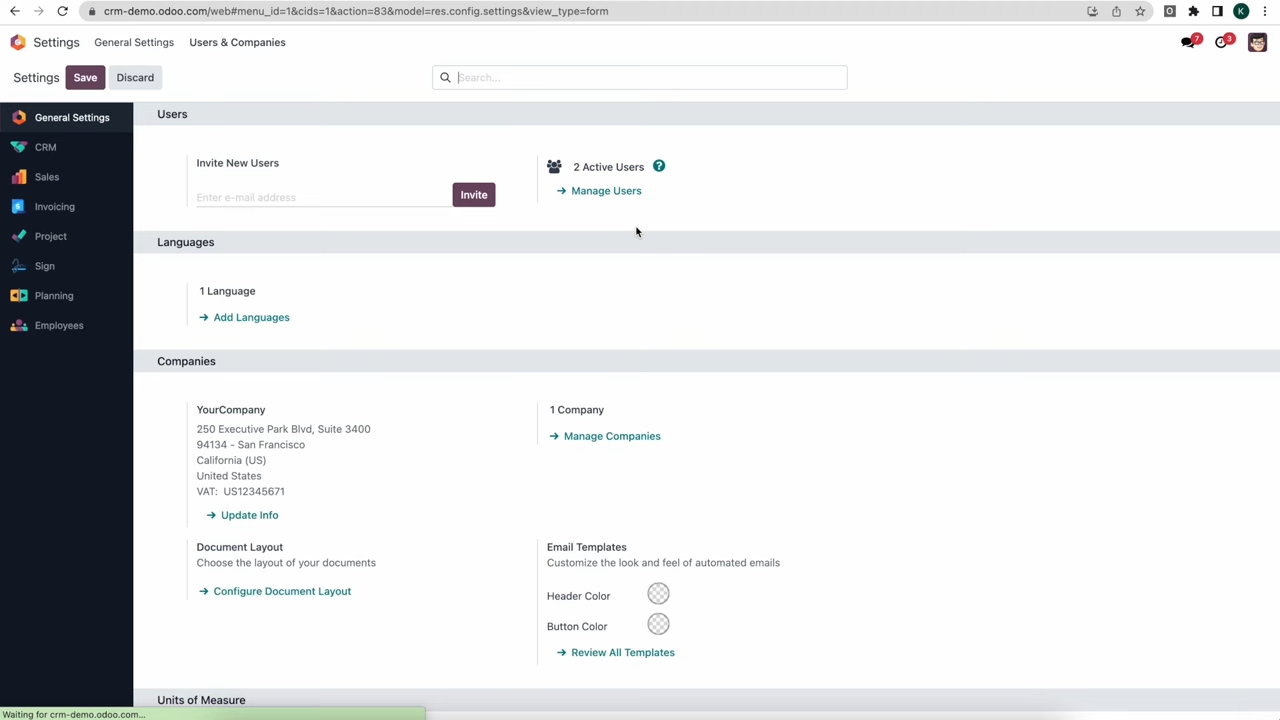 crm-demo.odoo.com/web#menu_id=1&cids=1&action=83&model=res.config.settings&view_type=form
K
Settings General Settings Users & Companies 7 3
Settings Save Discard Search...
General Settings
CRM
Sales
Invoicing
Project
Sign
Planning
Employees
Users
Invite New Users
Enter e-mail address Invite
2 Active Users ?
Manage Users
Languages
1 Language
Add Languages
Companies
YourCompany
250 Executive Park Blvd, Suite 3400
94134 - San Francisco
California (US)
United States
VAT: US12345671
Update Info
1 Company
Manage Companies
Document Layout
Choose the layout of your documents
Configure Document Layout
Email Templates
Customize the look and feel of automated emails
Header Color
Button Color
Review All Templates
Units of Measure
Waiting for crm-demo.odoo.com...